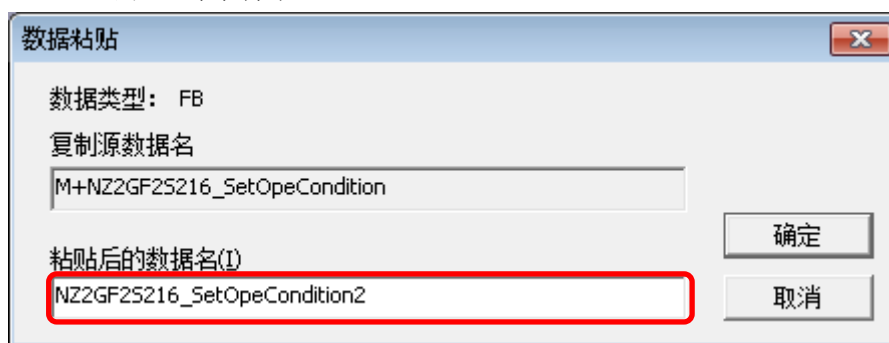 数据粘贴
数据类型: FB
复制源数据名
M+NZ2GF2S216_SetOpeCondition
确定
粘贴后的数据名(I)
NZ2GF2S216_SetOpeCondition2
取消